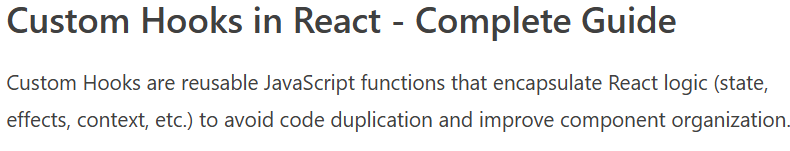 Custom Hooks in React - Complete Guide
Custom Hooks are reusable JavaScript functions that encapsulate React logic (state,
effects, context, etc.) to avoid code duplication and improve component organization.